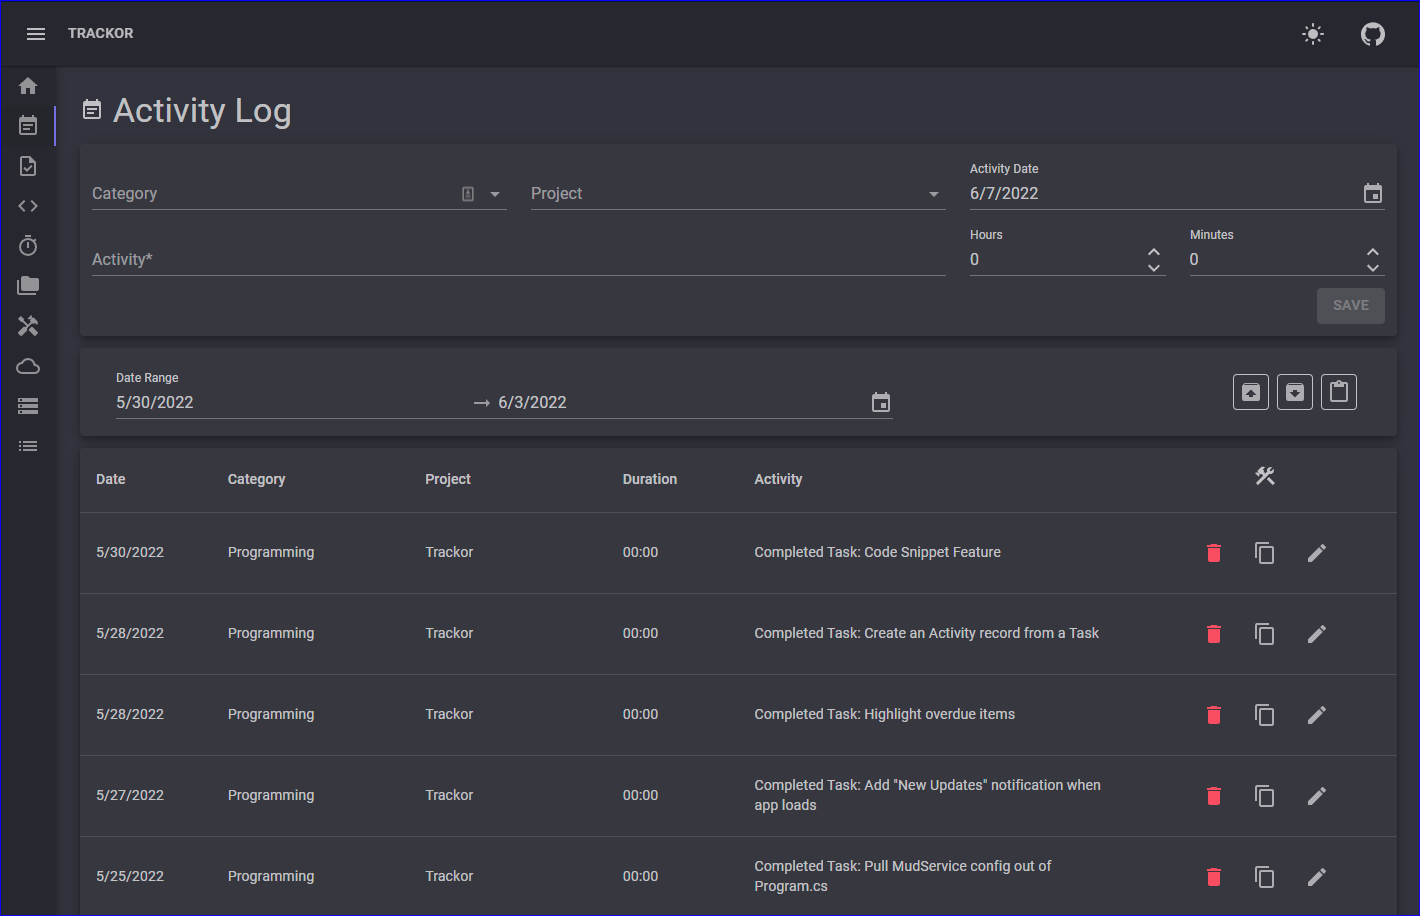 TRACKOR
Activity Log
Category
Project
Activity Date
6/7/2022
Activity*
Hours
0
Minutes
0
SAVE
Date Range
5/30/2022
6/3/2022
Date Category Project Duration Activity
5/30/2022 Programming Trackor 00:00 Completed Task: Code Snippet Feature
5/28/2022 Programming Trackor 00:00 Completed Task: Create an Activity record from a Task
5/28/2022 Programming Trackor 00:00 Completed Task: Highlight overdue items
5/27/2022 Programming Trackor 00:00 Completed Task: Add "New Updates" notification when
app loads
5/25/2022 Programming Trackor 00:00 Completed Task: Pull MudService config out of
Program.cs